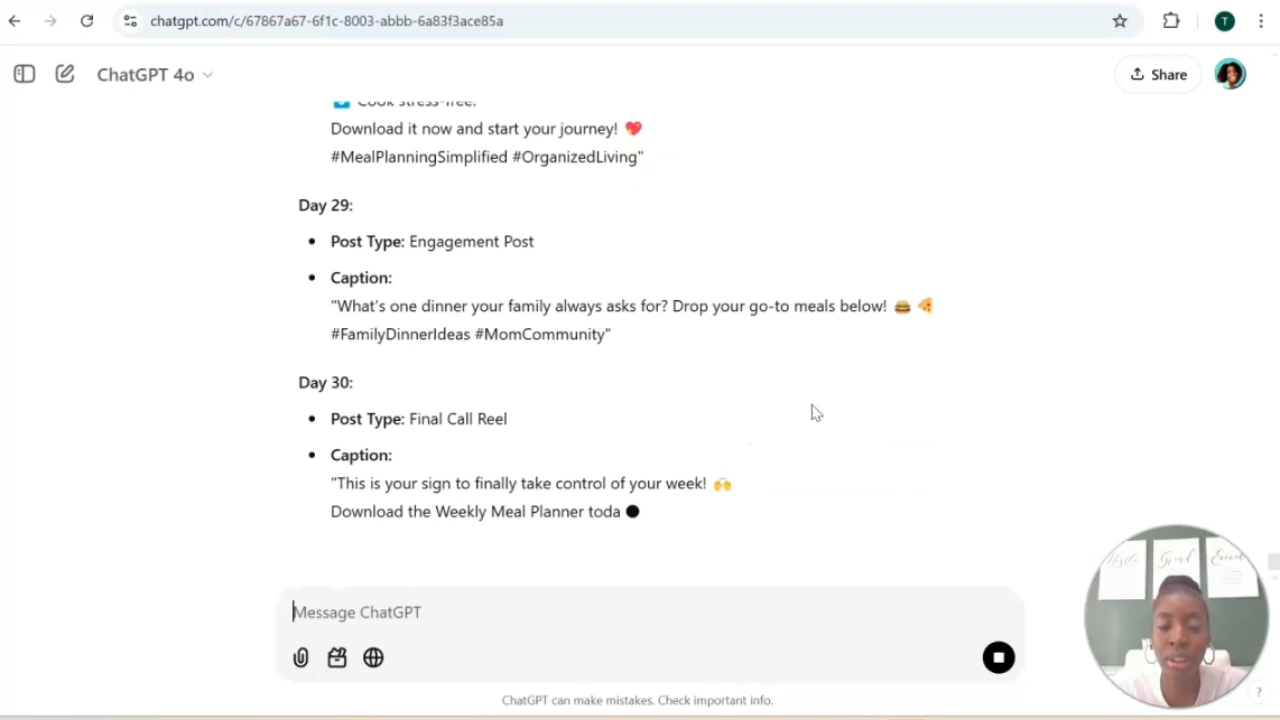 chatgpt.com/c/67867a67-6f1c-8003-abbb-6a83f3ace85a
T
ChatGPT 4o
Share
Cook stress-free.
Download it now and start your journey! 💖
#MealPlanningSimplified #OrganizedLiving"
Day 29:
• Post Type: Engagement Post
• Caption:
"What's one dinner your family always asks for? Drop your go-to meals below! 🍔 🍕
#FamilyDinnerIdeas #MomCommunity"
Day 30:
• Post Type: Final Call Reel
• Caption:
"This is your sign to finally take control of your week! 🙌
Download the Weekly Meal Planner toda
Message ChatGPT
ChatGPT can make mistakes. Check important info.
?